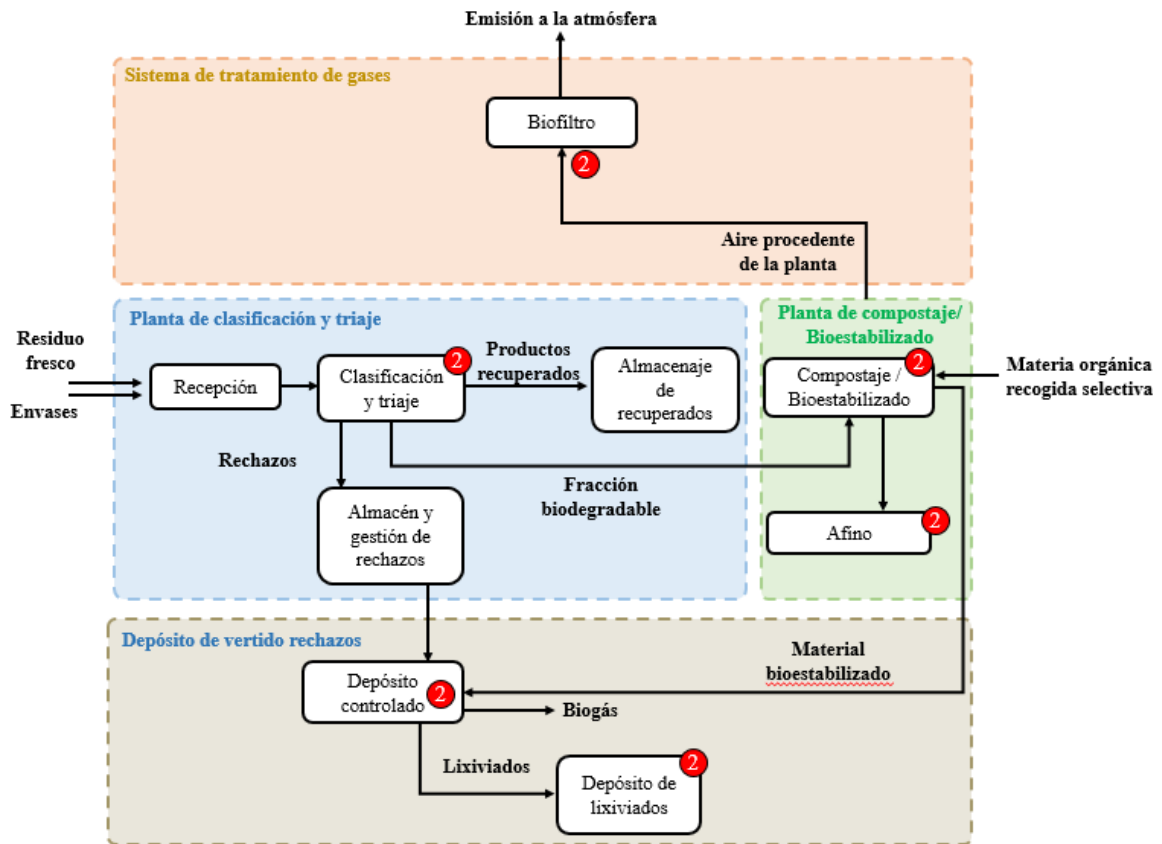 Emisión a la atmósfera
Sistema de tratamiento de gases
Biofiltro
2
Aire procedente
de la planta
Planta de clasificación y triaje
Planta de compostaje/
Bioestabilizado
Residuo
fresco
Envases
Recepción
Clasificación
y triaje
2
Productos
recuperados
Almacenaje de
recuperados
Compostaje /
Bioestabilizado
2
Materia orgánica
recogida selectiva
Rechazos
Fracción
biodegradable
Almacén y
gestión de
rechazos
Afino
2
Depósito de vertido rechazos
Material
bioestabilizado
Depósito
controlado
2
Biogás
Lixiviados
Depósito de
lixiviados
2